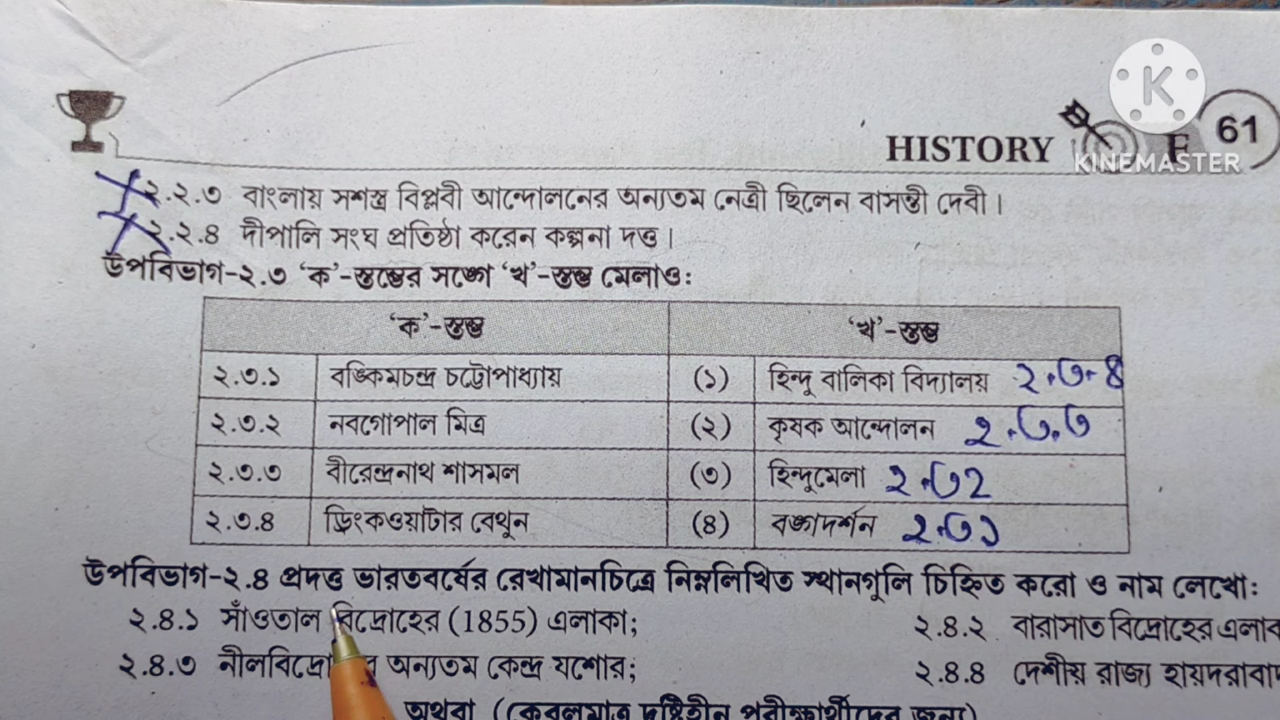 HISTORY F 61
KINEMASTER
২.২.৩ বাংলায় সশস্ত্র বিপ্লবী আন্দোলনের অন্যতম নেত্রী ছিলেন বাসন্তী দেবী।
২.২.৪ দীপালি সংঘ প্রতিষ্ঠা করেন কল্পনা দত্ত।
উপবিভাগ-২.৩ ‘ক’-স্তম্ভের সঙ্গে ‘খ’-স্তম্ভ মেলাও:
‘ক’-স্তম্ভ ‘খ’-স্তম্ভ
২.৩.১ বঙ্কিমচন্দ্র চট্টোপাধ্যায় (১) হিন্দু বালিকা বিদ্যালয় ২.৩.৪
২.৩.২ নবগোপাল মিত্র (২) কৃষক আন্দোলন ২.৩.৩
২.৩.৩ বীরেন্দ্রনাথ শাসমল (৩) হিন্দুমেলা ২.৩২
২.৩.৪ ড্রিংকওয়াটার বেথুন (৪) বঙ্গদর্শন ২.৩১
উপবিভাগ-২.৪ প্রদত্ত ভারতবর্ষের রেখামানচিত্রে নিম্নলিখিত স্থানগুলি চিহ্নিত করো ও নাম লেখো:
২.৪.১ সাঁওতাল বিদ্রোহের (1855) এলাকা; ২.৪.২ বারাসাত বিদ্রোহের
২.৪.৩ অন্যতম কেন্দ্র যশোর; ২.৪.৪ দেশীয় রাজ্য
অথবা (কেবলমাত্র দৃষ্টিহীন পরীক্ষার্থীদের জন্য)